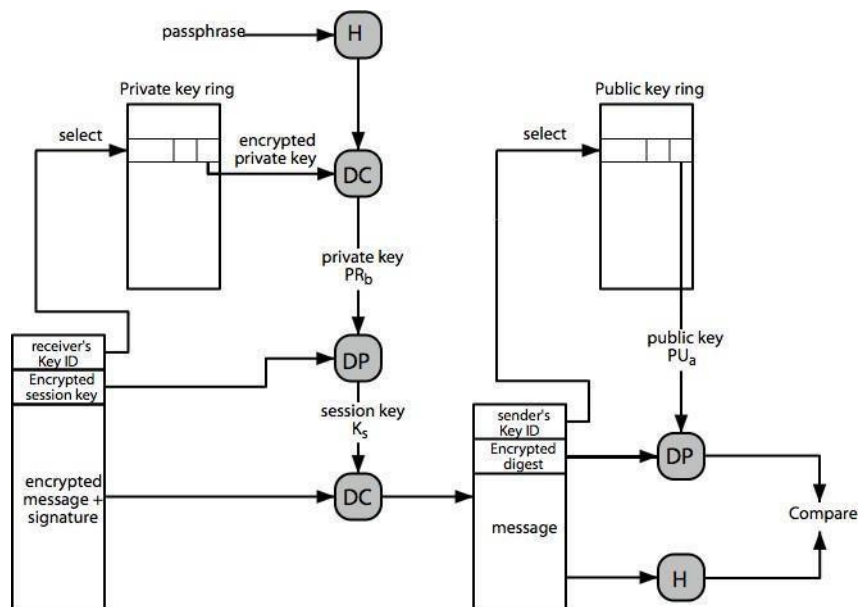 passphrase
H
Private key ring
select
encrypted
private key
DC
private key
PRb
receiver's
Key ID
Encrypted
session key
DP
session key
Ks
encrypted
message +
signature
DC
Public key ring
select
public key
PUa
sender's
Key ID
Encrypted
digest
DP
message
H
Compare